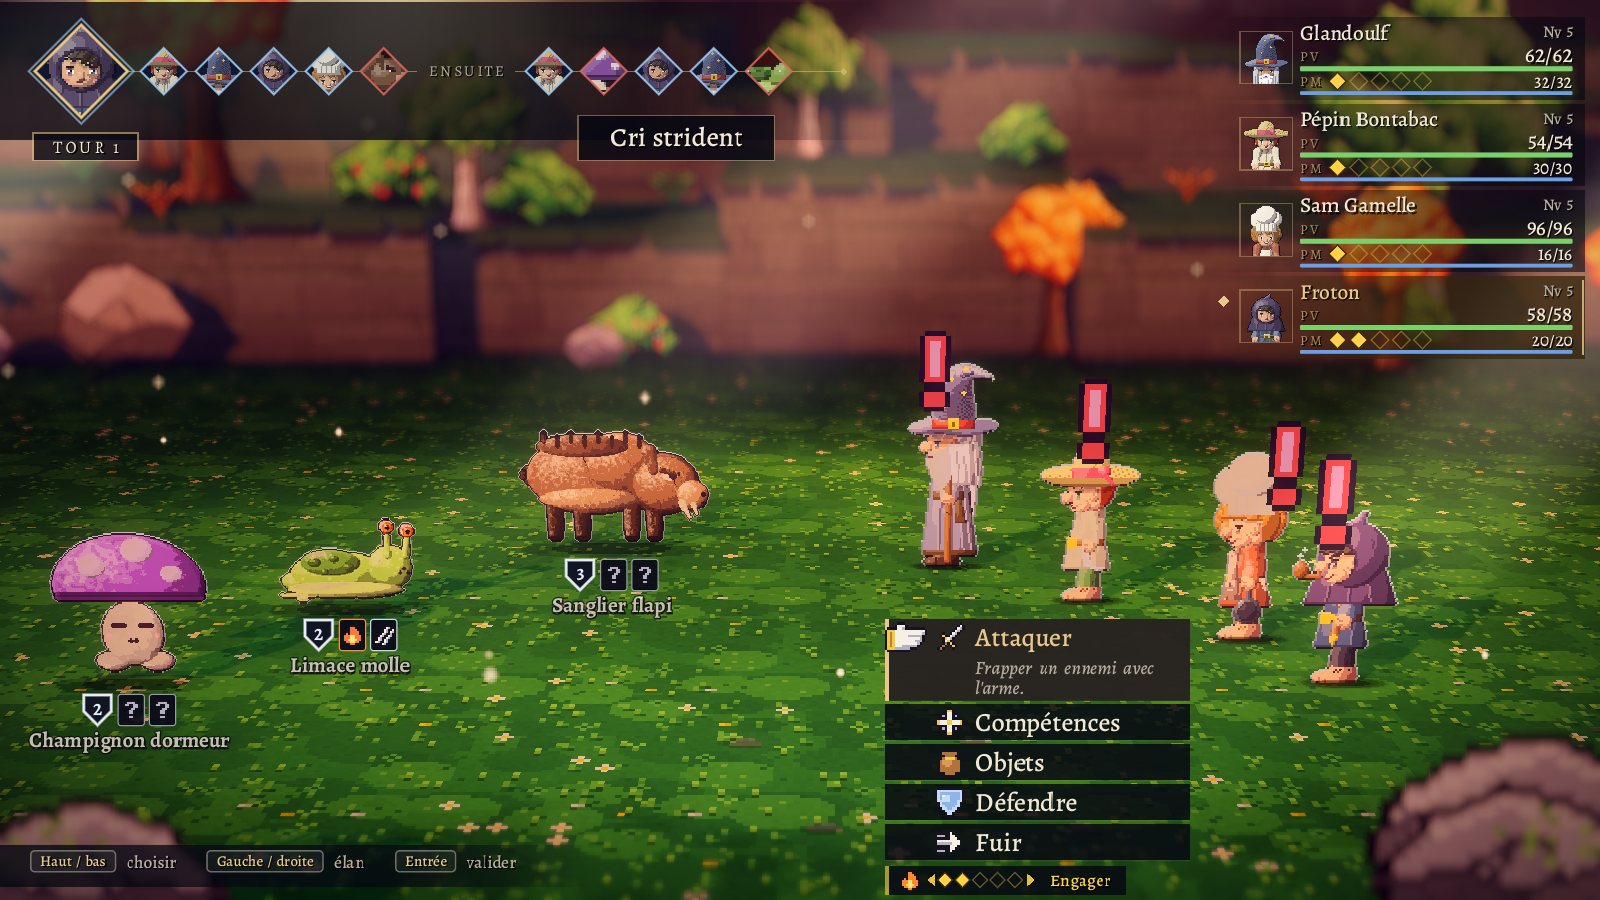 ENSUITE
TOUR 1
Cri strident
Glandoulf Nv 5
PV 62/62
PM 32/32
Pépin Bontabac Nv 5
PV 54/54
PM 30/30
Sam Gamelle Nv 5
PV 96/96
PM 16/16
Froton Nv 5
PV 58/58
PM 20/20
3 ? ?
Sanglier flapi
2
Limace molle
2 ? ?
Champignon dormeur
Attaquer
Frapper un ennemi avec
l'arme.
Compétences
Objets
Défendre
Fuir
Engager
Haut / bas choisir Gauche / droite élan Entrée valider